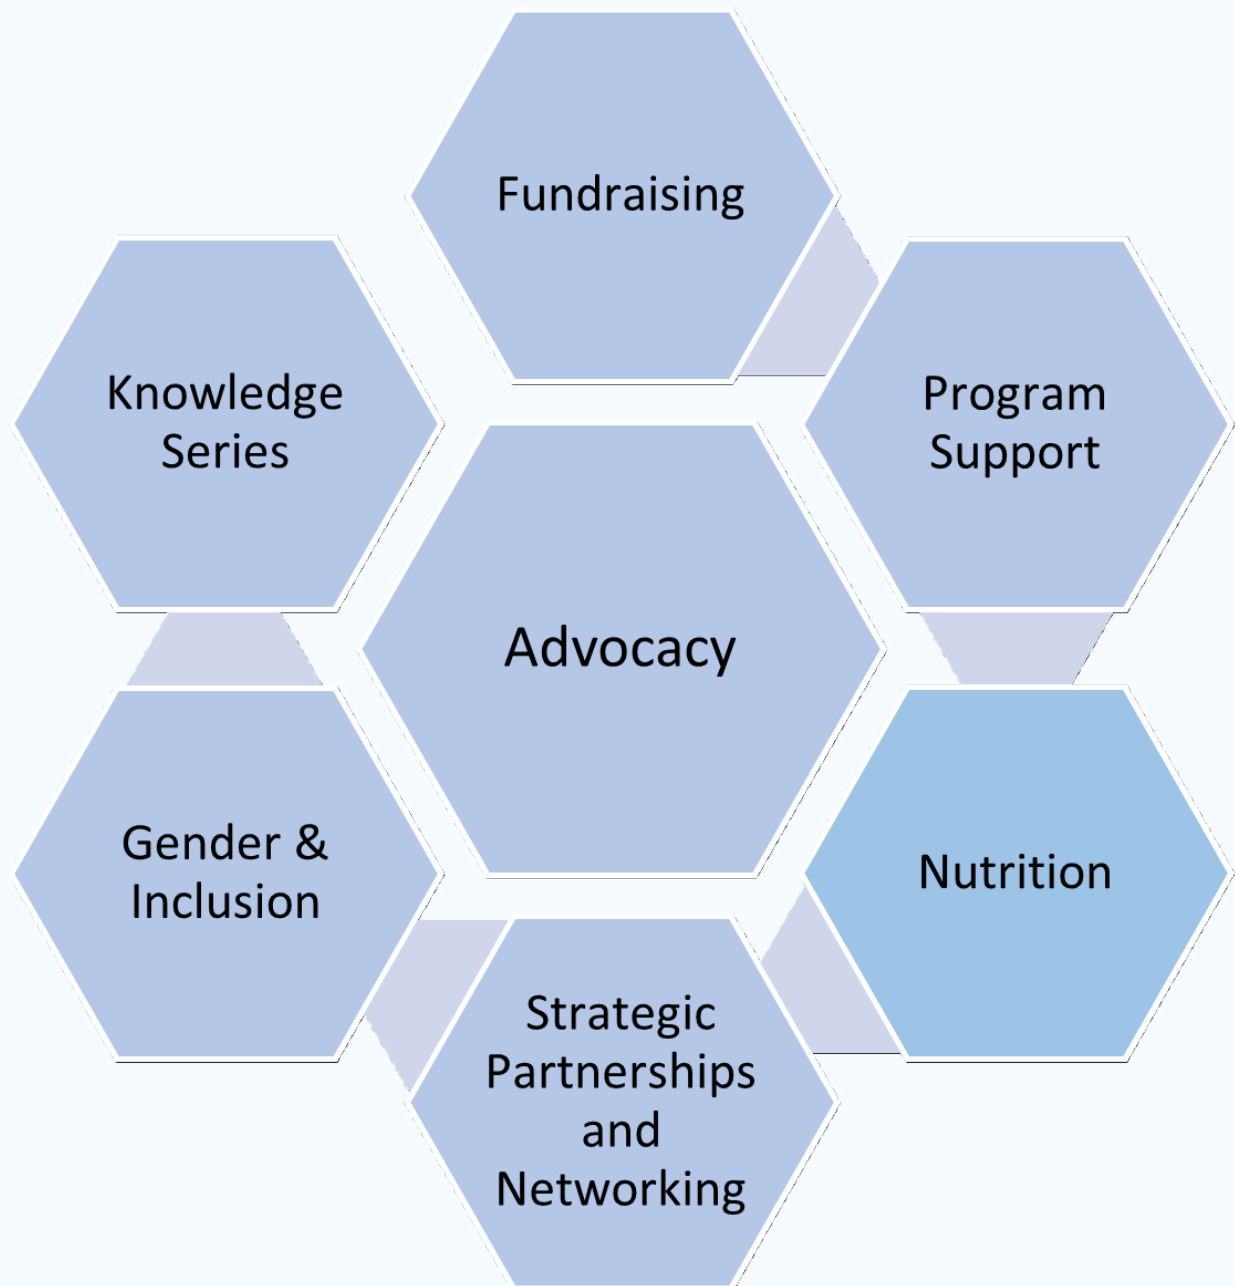 Fundraising
Knowledge
Series
Program
Support
Advocacy
Gender &
Inclusion
Nutrition
Strategic
Partnerships
and
Networking